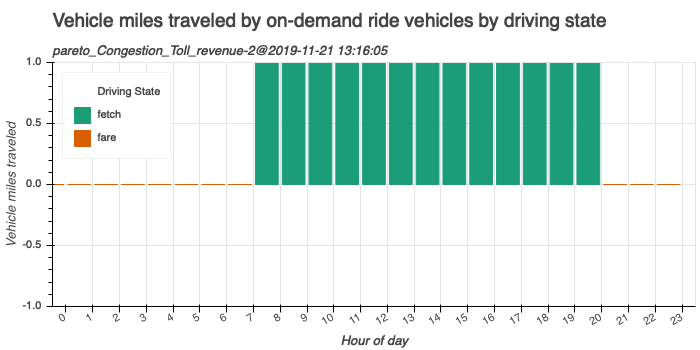 Vehicle miles traveled by on-demand ride vehicles by driving state
pareto_Congestion_Toll_revenue-2@2019-11-21 13:16:05
Driving State
fetch
fare
Vehicle miles traveled
1.0
0.5
0.0
-0.5
-1.0
0 1 2 3 4 5 6 7 8 9 10 11 12 13 14 15 16 17 18 19 20 21 22 23
Hour of day